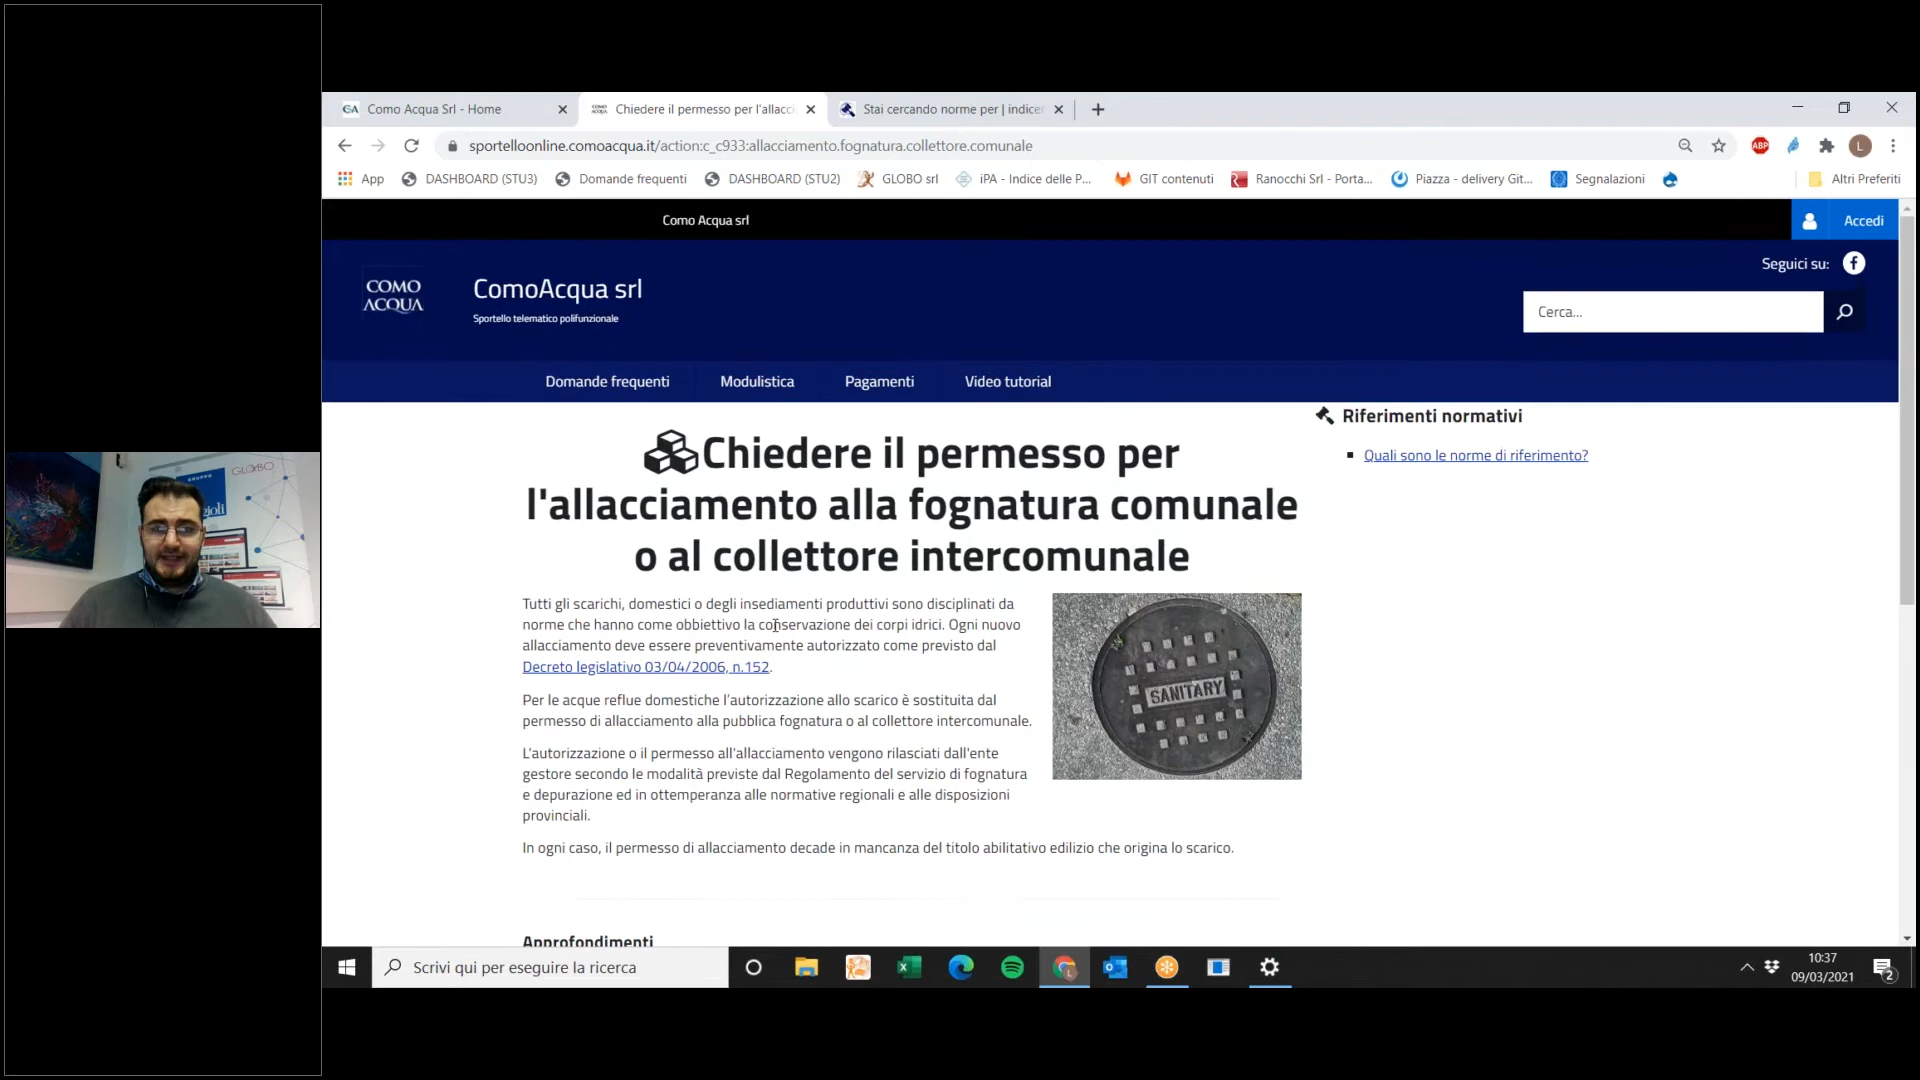 Como Acqua Srl - Home
Chiedere il permesso per l'allacci
Stai cercando norme per | indicer
sportelloonline.comoacqua.it/action:c_c933:allacciamento.fognatura.collettore.comunale
ABP
L
App
DASHBOARD (STU3)
Domande frequenti
DASHBOARD (STU2)
GLOBO srl
iPA - Indice delle P...
GIT contenuti
Ranocchi Srl - Porta...
Piazza - delivery Git...
Segnalazioni
Altri Preferiti
Como Acqua srl
Accedi
Seguici su:
COMO
ACQUA
ComoAcqua srl
Sportello telematico polifunzionale
Cerca...
Domande frequenti
Modulistica
Pagamenti
Video tutorial
Chiedere il permesso per
l'allacciamento alla fognatura comunale
o al collettore intercomunale
Riferimenti normativi
Quali sono le norme di riferimento?
Tutti gli scarichi, domestici o degli insediamenti produttivi sono disciplinati da
norme che hanno come obbiettivo la conservazione dei corpi idrici. Ogni nuovo
allacciamento deve essere preventivamente autorizzato come previsto dal
Decreto legislativo 03/04/2006, n.152.
SANITARY
Per le acque reflue domestiche l'autorizzazione allo scarico è sostituita dal
permesso di allacciamento alla pubblica fognatura o al collettore intercomunale.
L'autorizzazione o il permesso all'allacciamento vengono rilasciati dall'ente
gestore secondo le modalità previste dal Regolamento del servizio di fognatura
e depurazione ed in ottemperanza alle normative regionali e alle disposizioni
provinciali.
In ogni caso, il permesso di allacciamento decade in mancanza del titolo abilitativo edilizio che origina lo scarico.
Approfondimenti
GRUPPO
GLOBO
Scrivi qui per eseguire la ricerca
10:37
09/03/2021
2